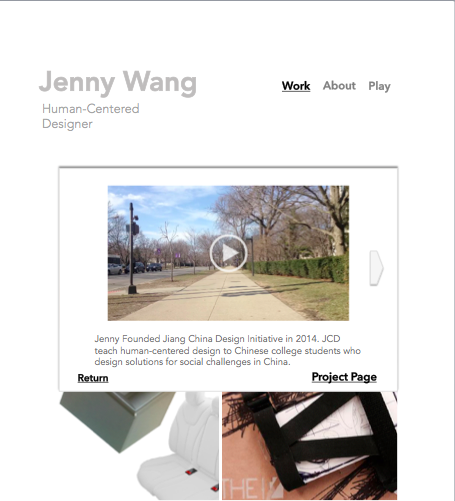 Jenny Wang
Work About Play
Human-Centered
Designer
Jenny Founded Jiang China Design Initiative in 2014. JCD
teach human-centered design to Chinese college students who
design solutions for social challenges in China.
Return
Project Page
THE